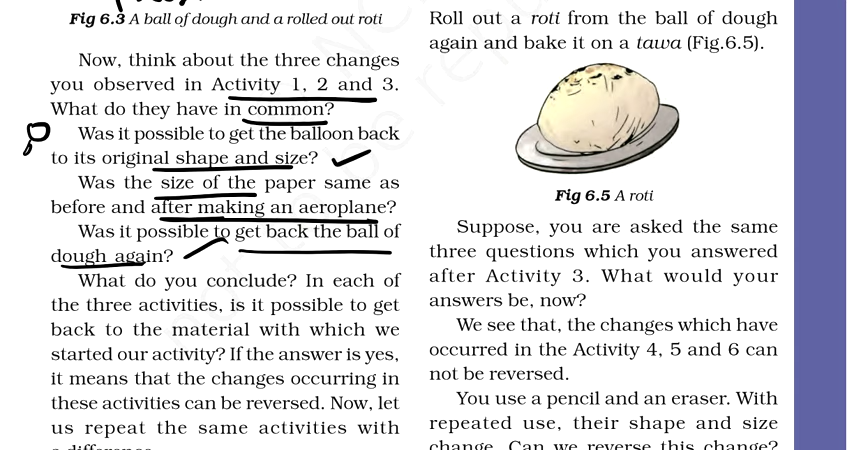 Fig 6.3 A ball of dough and a rolled out roti
Now, think about the three changes
you observed in Activity 1, 2 and 3.
What do they have in common?
Was it possible to get the balloon back
to its original shape and size?
Was the size of the paper same as
before and after making an aeroplane?
Was it possible to get back the ball of
dough again?
What do you conclude? In each of
the three activities, is it possible to get
back to the material with which we
started our activity? If the answer is yes,
it means that the changes occurring in
these activities can be reversed. Now, let
us repeat the same activities with
a difference.
Roll out a roti from the ball of dough
again and bake it on a tawa (Fig.6.5).
Fig 6.5 A roti
Suppose, you are asked the same
three questions which you answered
after Activity 3. What would your
answers be, now?
We see that, the changes which have
occurred in the Activity 4, 5 and 6 can
not be reversed.
You use a pencil and an eraser. With
repeated use, their shape and size
change. Can we reverse this change?